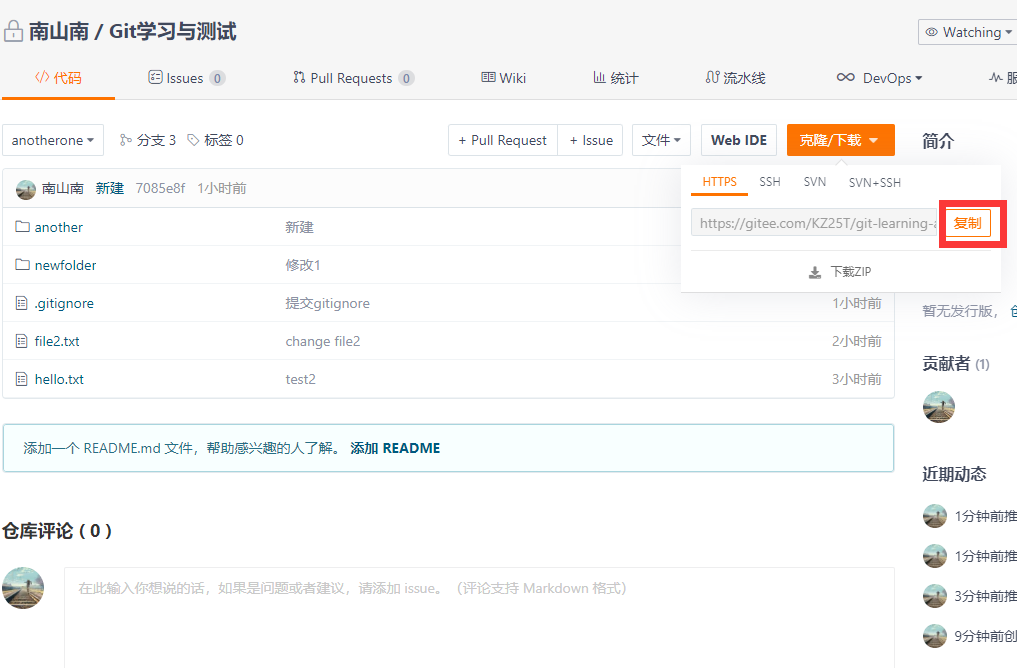 南山南 / Git学习与测试
Watching
代码
Issues 0
Pull Requests 0
Wiki
统计
流水线
DevOps
服
anotherone
分支 3
标签 0
+ Pull Request
+ Issue
文件
Web IDE
克隆/下载
简介
HTTPS SSH SVN SVN+SSH
https://gitee.com/KZ25T/git-learning-a
复制
下载ZIP
南山南 新建 7085e8f 1小时前
another 新建
newfolder 修改1
.gitignore 提交gitignore 1小时前
file2.txt change file2 2小时前
hello.txt test2 3小时前
暂无发行版，
贡献者 (1)
添加一个 README.md 文件，帮助感兴趣的人了解。 添加 README
近期动态
1分钟前推
1分钟前推
3分钟前推
9分钟前创
仓库评论 ( 0 )
在此输入你想说的话，如果是问题或者建议，请添加 issue。（评论支持 Markdown 格式）